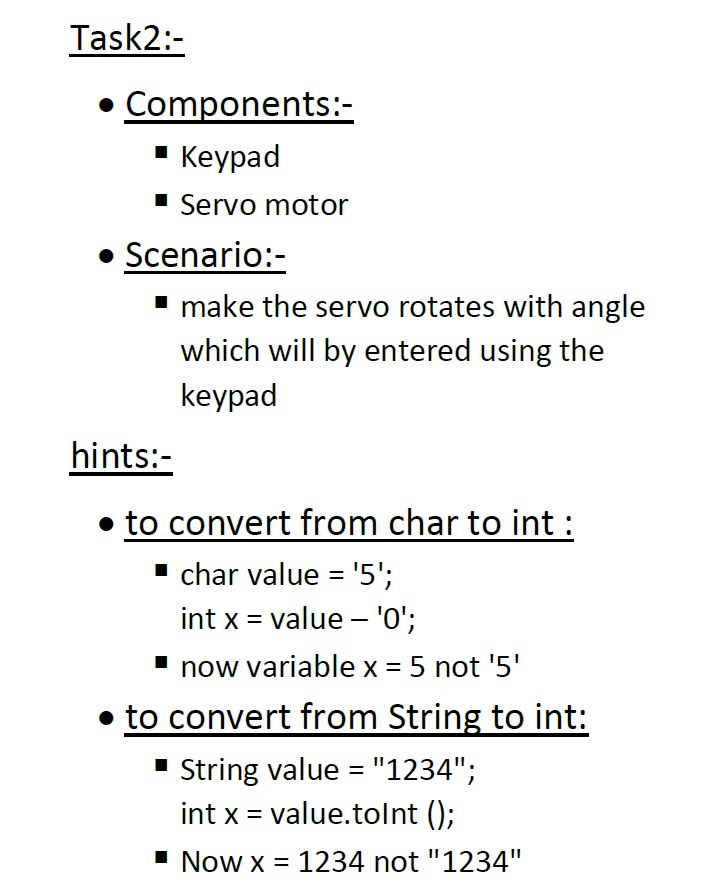 Task2:-
● Components:-
■ Keypad
■ Servo motor
● Scenario:-
■ make the servo rotates with angle
which will by entered using the
keypad
hints:-
● to convert from char to int :
■ char value = '5';
int x = value – '0';
■ now variable x = 5 not '5'
● to convert from String to int:
■ String value = "1234";
int x = value.toInt ();
■ Now x = 1234 not "1234"